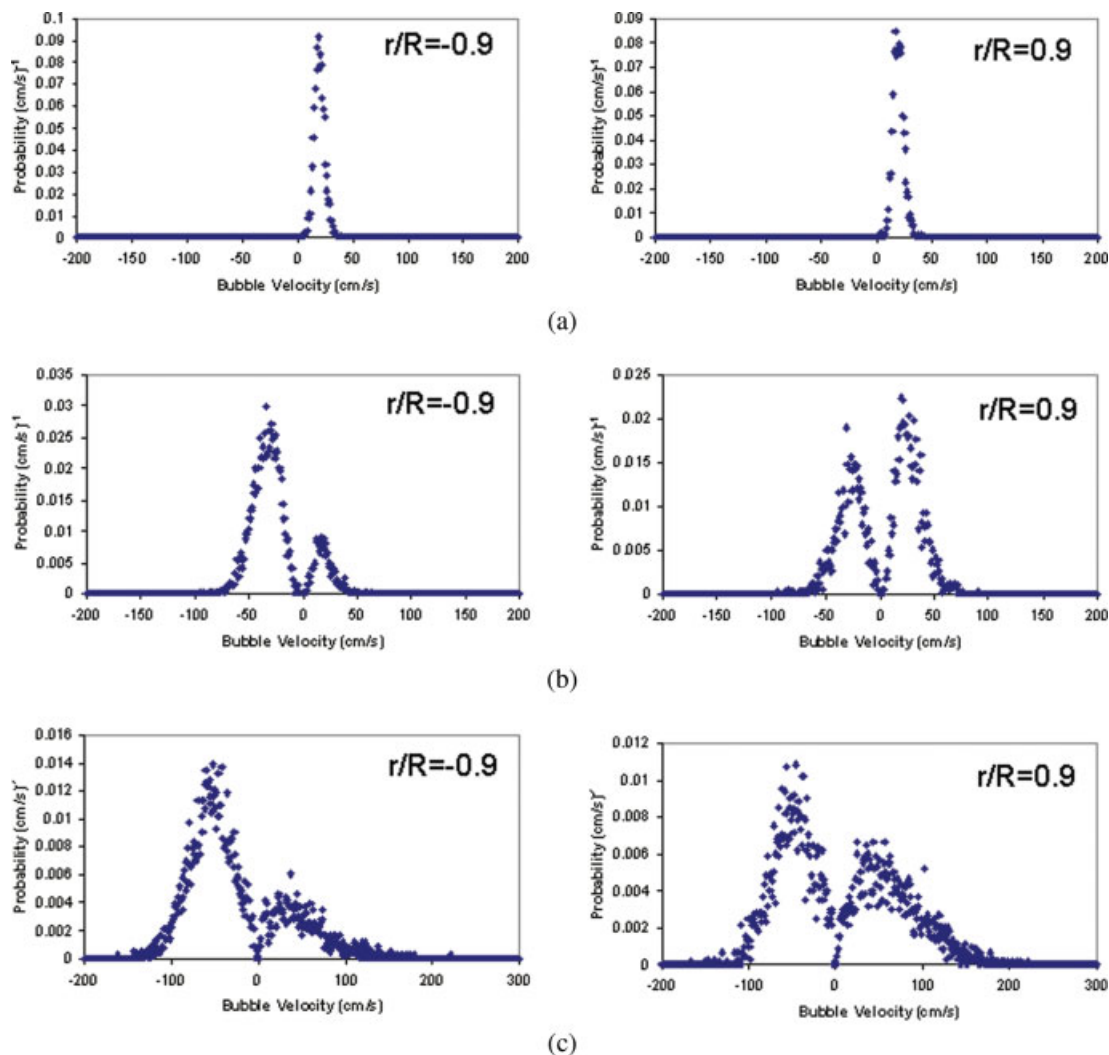 0.1
0.09
0.08
0.07
0.06
0.05
0.04
0.03
0.02
0.01
0
Probability (cm/s)⁻¹
r/R=-0.9
-200 -150 -100 -50 0 50 100 150 200
Bubble Velocity (cm/s)
0.09
0.08
0.07
0.06
0.05
0.04
0.03
0.02
0.01
0
Probability (cm/s)⁻¹
r/R=0.9
-200 -150 -100 -50 0 50 100 150 200
Bubble Velocity (cm/s)
(a)
0.035
0.03
0.025
0.02
0.015
0.01
0.005
0
Probability (cm/s)⁻¹
r/R=-0.9
-200 -150 -100 -50 0 50 100 150 200
Bubble Velocity (cm/s)
0.025
0.02
0.015
0.01
0.005
0
Probability (cm/s)⁻¹
r/R=0.9
-200 -150 -100 -50 0 50 100 150 200
Bubble Velocity (cm/s)
(b)
0.016
0.014
0.012
0.01
0.008
0.006
0.004
0.002
0
Probability (cm/s)
r/R=-0.9
-200 -100 0 100 200 300
Bubble Velocity (cm/s)
0.012
0.01
0.008
0.006
0.004
0.002
0
Probability (cm/s)
r/R=0.9
-200 -100 0 100 200 300
Bubble Velocity (cm/s)
(c)